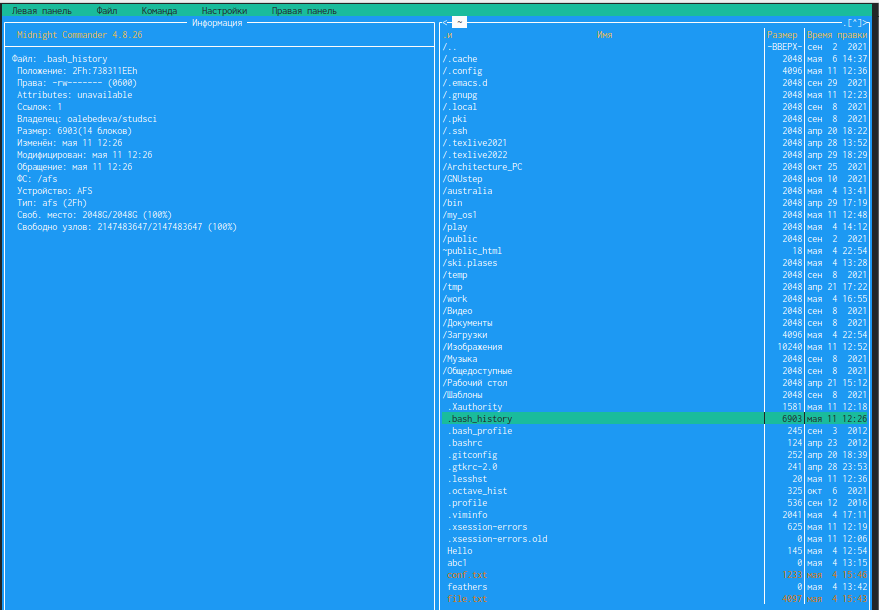 Левая панель Файл Команда Настройки Правая панель
Информация
Midnight Commander 4.8.26
Файл: .bash_history
Положение: 2Fh:738311EEh
Права: -rw------- (0600)
Attributes: unavailable
Ссылок: 1
Владелец: oalebedeva/studsci
Размер: 6903(14 блоков)
Изменён: мая 11 12:26
Модифицирован: мая 11 12:26
Обращение: мая 11 12:26
ФС: /afs
Устройство: AFS
Тип: afs (2Fh)
Своб. место: 2048G/2048G (100%)
Свободно узлов: 2147483647/2147483647 (100%)
<─ ~ .[^]>
.и Имя Размер Время правки
/.. -ВВЕРХ- сен 2 2021
/.cache 2048 мая 6 14:37
/.config 4096 мая 11 12:36
/.emacs.d 2048 сен 29 2021
/.gnupg 2048 мая 11 12:23
/.local 2048 сен 8 2021
/.pki 2048 сен 8 2021
/.ssh 2048 апр 20 18:22
/.texlive2021 2048 апр 28 13:52
/.texlive2022 2048 апр 29 18:29
/Architecture_PC 2048 окт 25 2021
/GNUstep 2048 ноя 10 2021
/australia 2048 мая 4 13:41
/bin 2048 апр 29 17:19
/my_os1 2048 мая 11 12:48
/play 2048 мая 4 14:12
/public 2048 сен 2 2021
~public_html 18 мая 4 22:54
/ski.plases 2048 мая 4 13:28
/temp 2048 сен 8 2021
/tmp 2048 апр 21 17:22
/work 2048 мая 4 16:55
/Видео 2048 сен 8 2021
/Документы 2048 сен 8 2021
/Загрузки 4096 мая 4 22:54
/Изображения 10240 мая 11 12:52
/Музыка 2048 сен 8 2021
/Общедоступные 2048 сен 8 2021
/Рабочий стол 2048 апр 21 15:12
/Шаблоны 2048 сен 8 2021
.Xauthority 1581 мая 11 12:18
.bash_history 6903 мая 11 12:26
.bash_profile 245 сен 3 2012
.bashrc 124 апр 23 2012
.gitconfig 252 апр 20 18:39
.gtkrc-2.0 241 апр 28 23:53
.lesshst 20 мая 11 12:36
.octave_hist 325 окт 6 2021
.profile 536 сен 12 2016
.viminfo 2041 мая 4 17:11
.xsession-errors 625 мая 11 12:19
.xsession-errors.old 0 мая 11 12:06
Hello 145 мая 4 12:54
abc1 0 мая 4 13:15
conf.txt мая 4
feathers 0 мая 4 13:42
file.txt мая 4